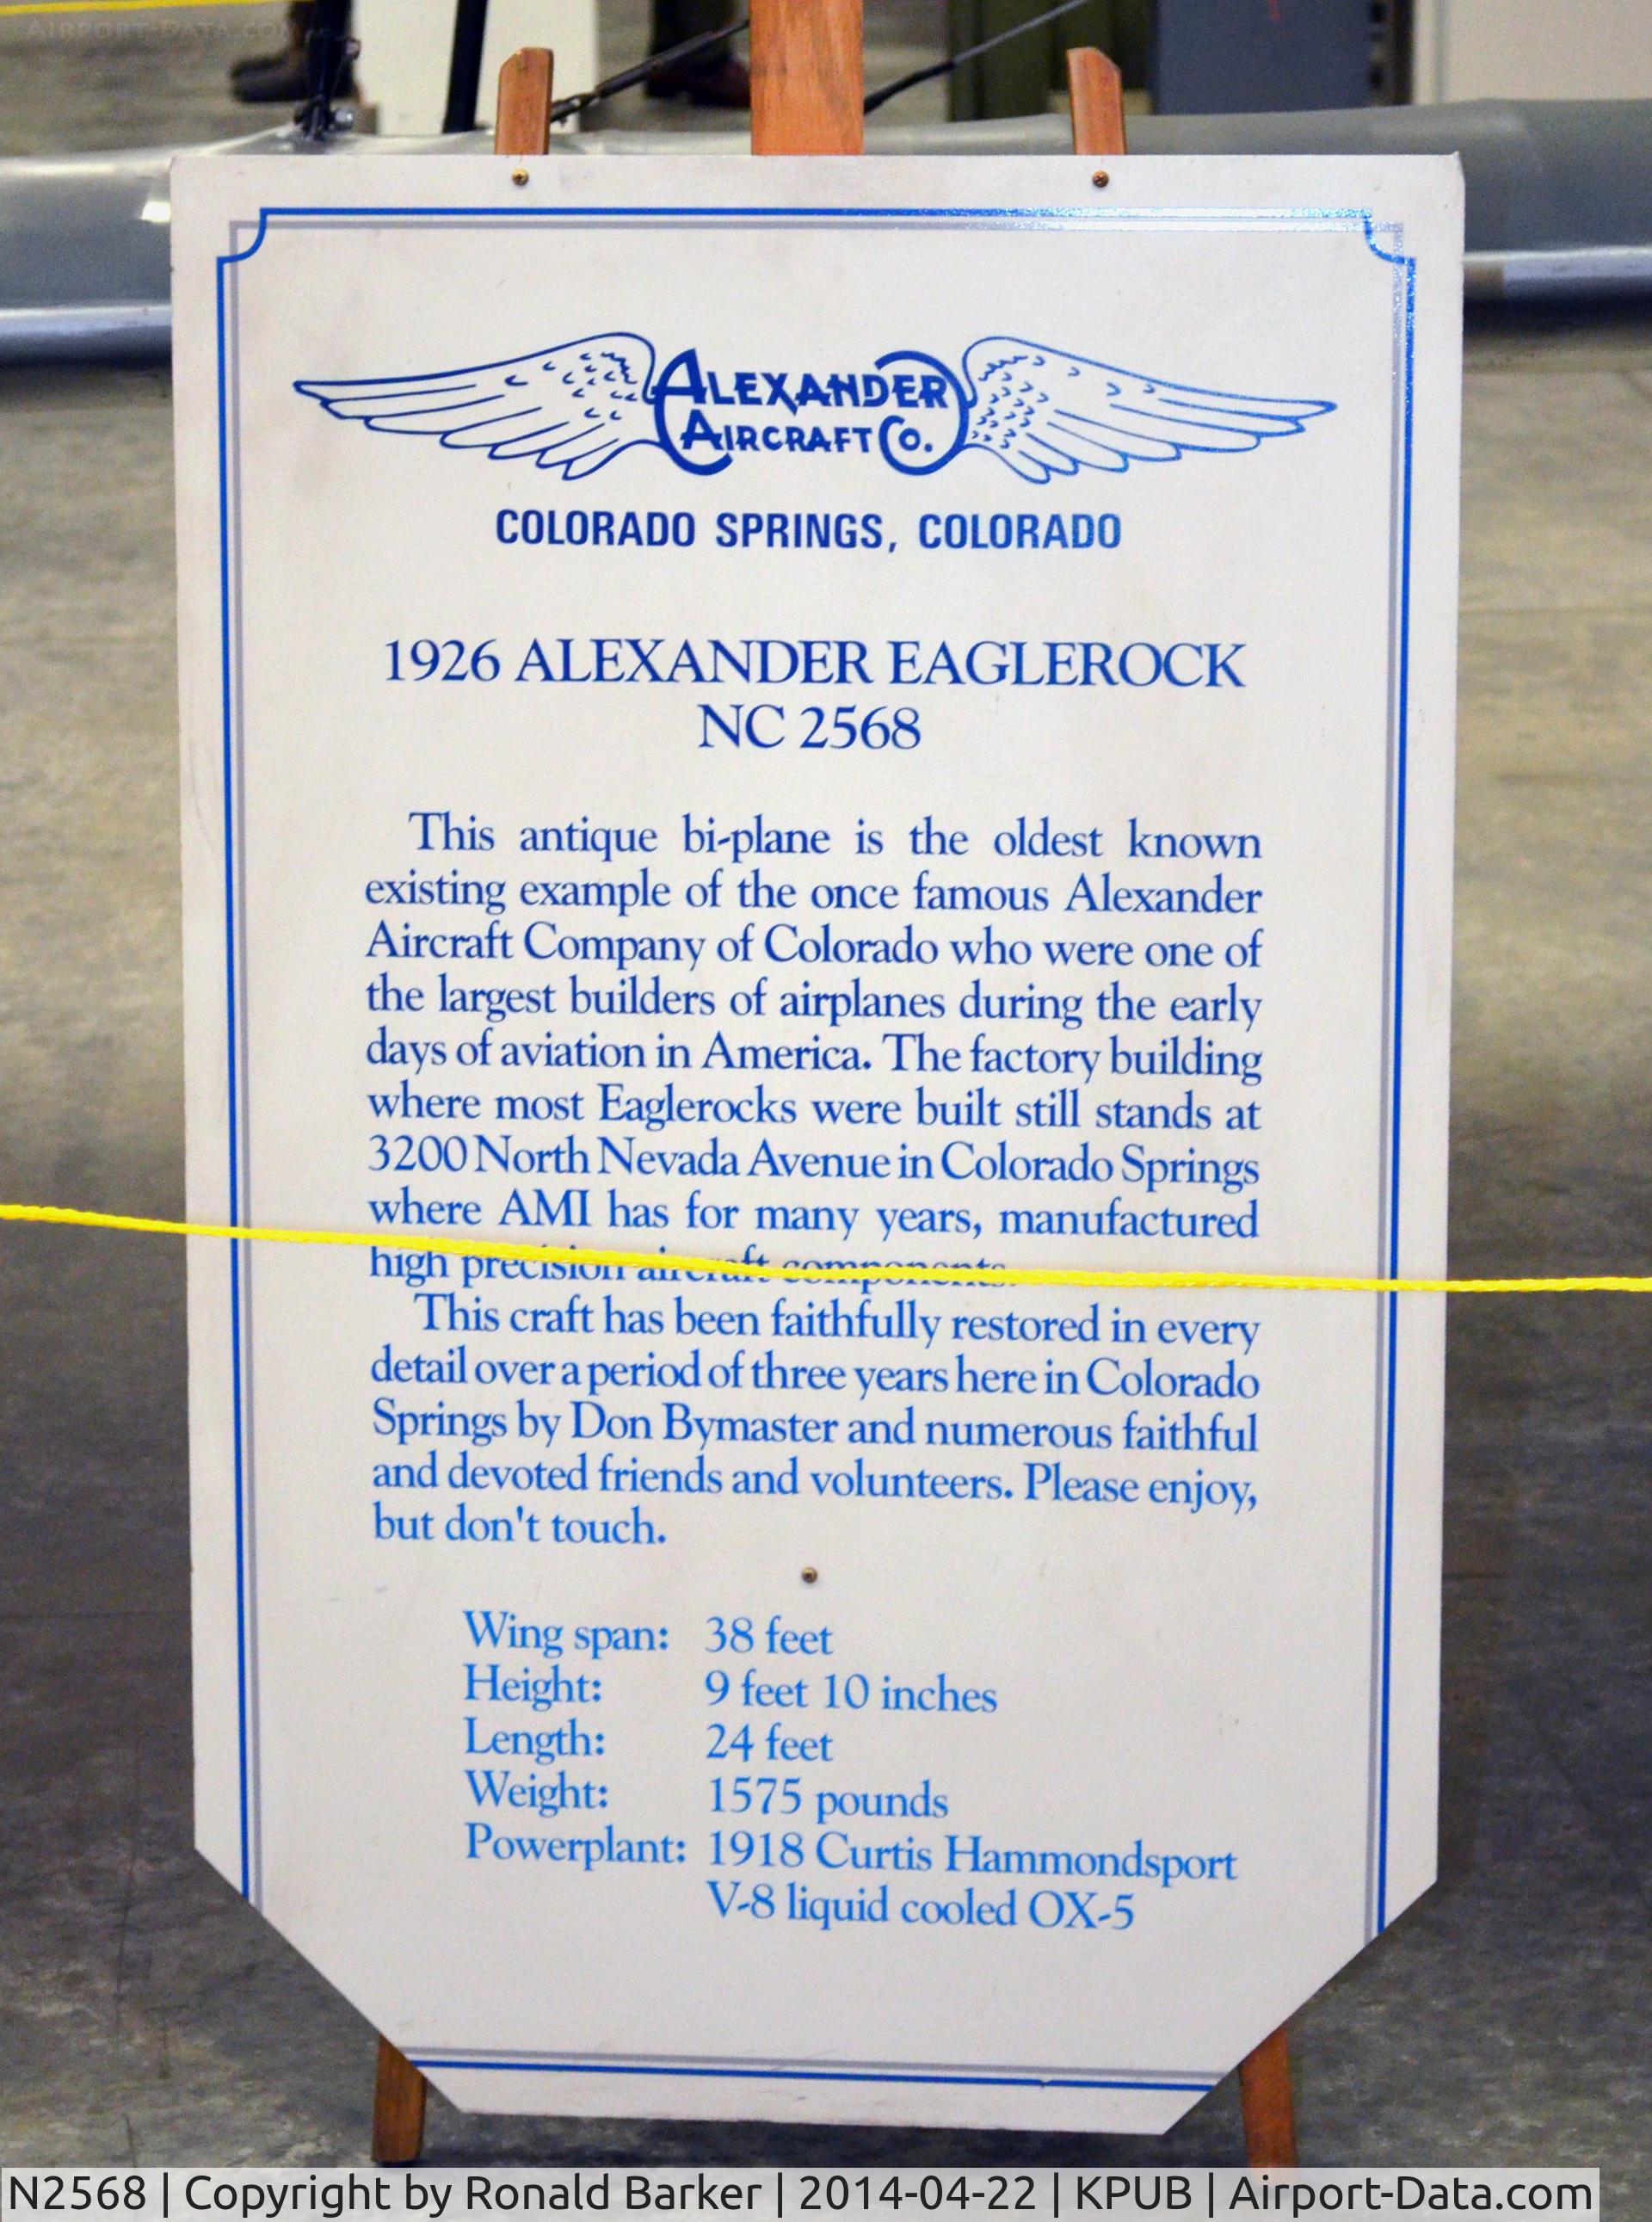 AIRPORT-DATA.COM
ALEXANDER
AIRCRAFT CO.
COLORADO SPRINGS, COLORADO
1926 ALEXANDER EAGLEROCK
NC 2568
This antique bi-plane is the oldest known
existing example of the once famous Alexander
Aircraft Company of Colorado who were one of
the largest builders of airplanes during the early
days of aviation in America. The factory building
where most Eaglerocks were built still stands at
3200 North Nevada Avenue in Colorado Springs
where AMI has for many years, manufactured
high precision aircraft components.
This craft has been faithfully restored in every
detail over a period of three years here in Colorado
Springs by Don Bymaster and numerous faithful
and devoted friends and volunteers. Please enjoy,
but don't touch.
Wing span: 38 feet
Height: 9 feet 10 inches
Length: 24 feet
Weight: 1575 pounds
Powerplant: 1918 Curtis Hammondsport
V-8 liquid cooled OX-5
N2568 | Copyright by Ronald Barker | 2014-04-22 | KPUB | Airport-Data.com